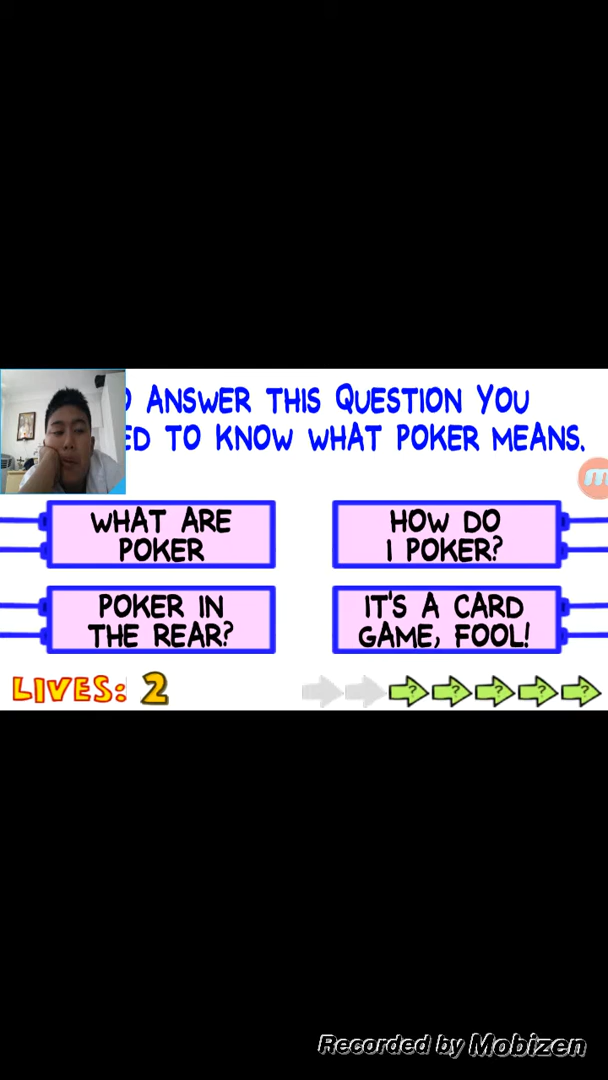 ANSWER THIS QUESTION YOU
TO KNOW WHAT POKER MEANS.
WHAT ARE
POKER
HOW DO
I POKER?
POKER IN
THE REAR?
IT'S A CARD
GAME, FOOL!
LIVES: 2
? ? ? ? ?
Recorded by Mobizen